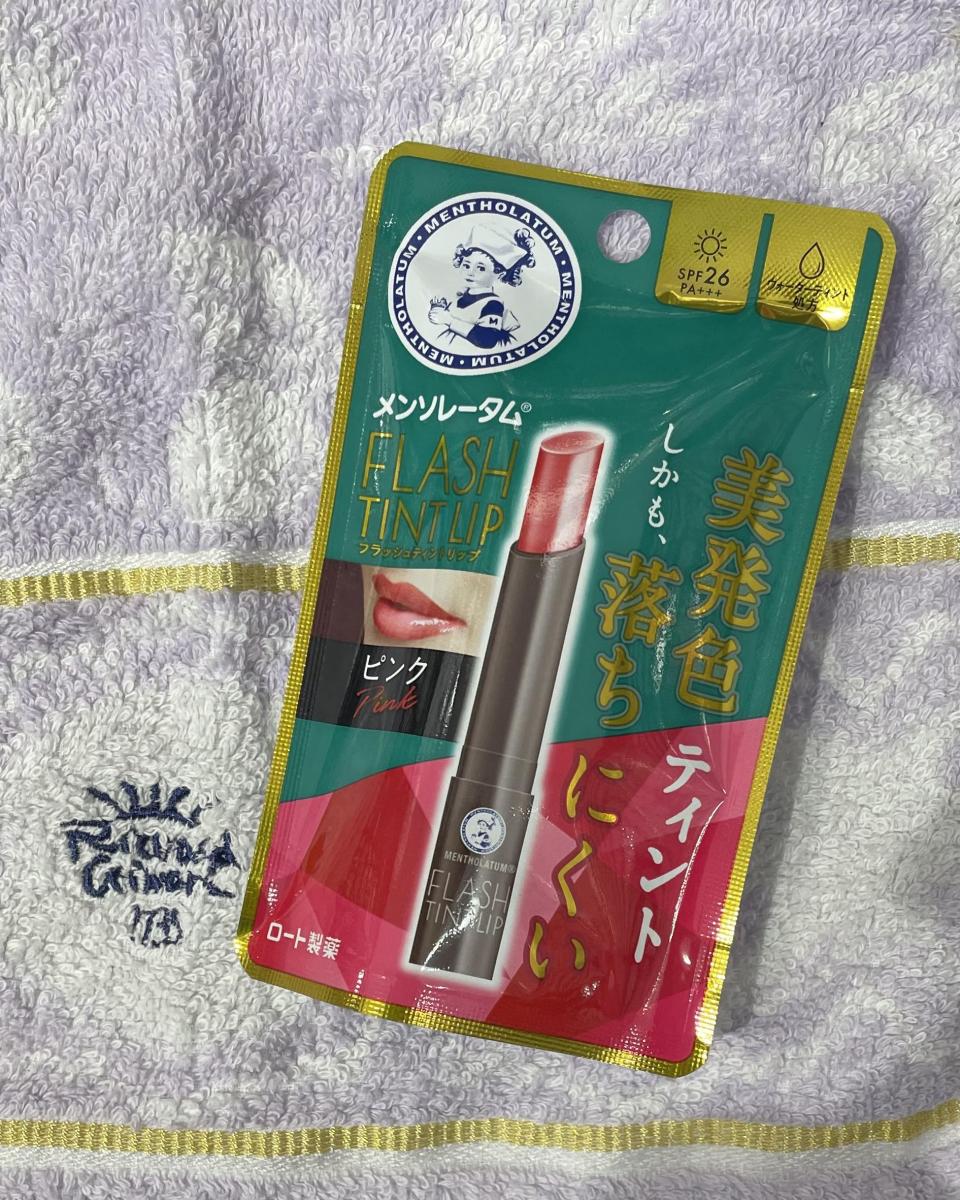 MENTHOLATUM • MENTHOLATUM • MENTHOLATUM • MENTHOLATUM •
M
SPF26
PA+++
ウォーターティント
処方
メンソレータム®
FLASH
TINT LIP
フラッシュティントリップ
ピンク
Pink
美発色
ティント
しかも、
落ち
にくい
MENTHOLATUM®
FLASH
TINT LIP
ロート製薬